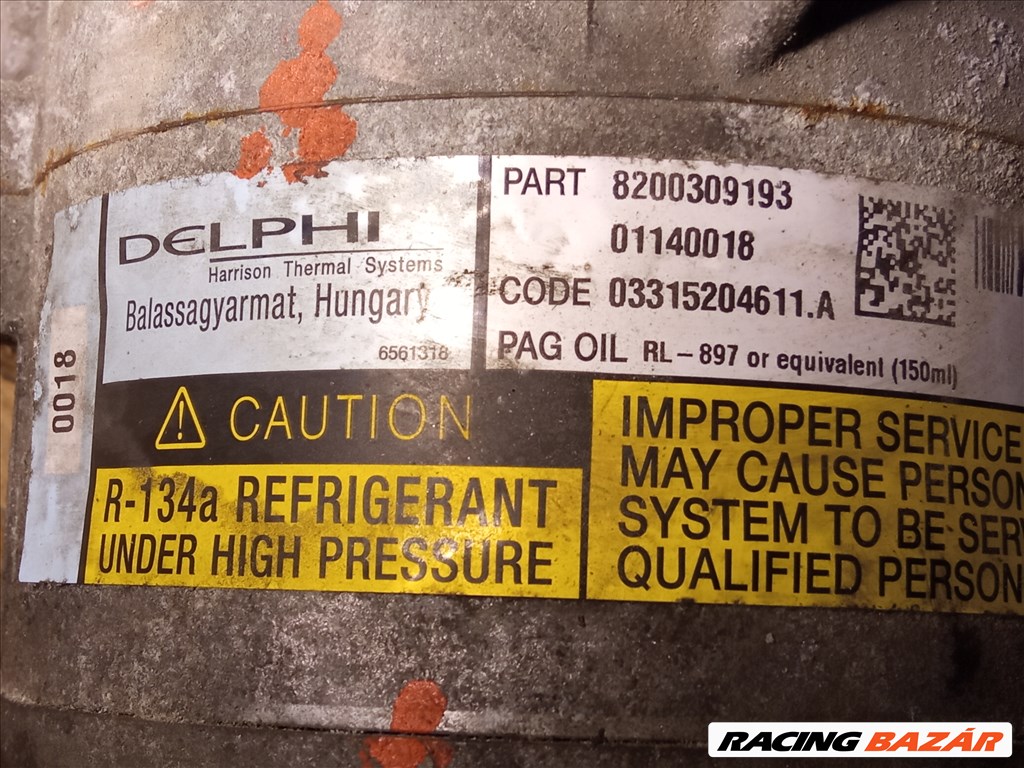 DELPHI
Harrison Thermal Systems
Balassagyarmat, Hungary
6561318
0018
PART 8200309193
01140018
CODE 03315204611.A
PAG OIL RL-897 or equivalent (150ml)
CAUTION
R-134a REFRIGERANT
UNDER HIGH PRESSURE
IMPROPER SERVICE
MAY CAUSE PERSON
SYSTEM TO BE SER
QUALIFIED PERSON
RACING BAZÁR